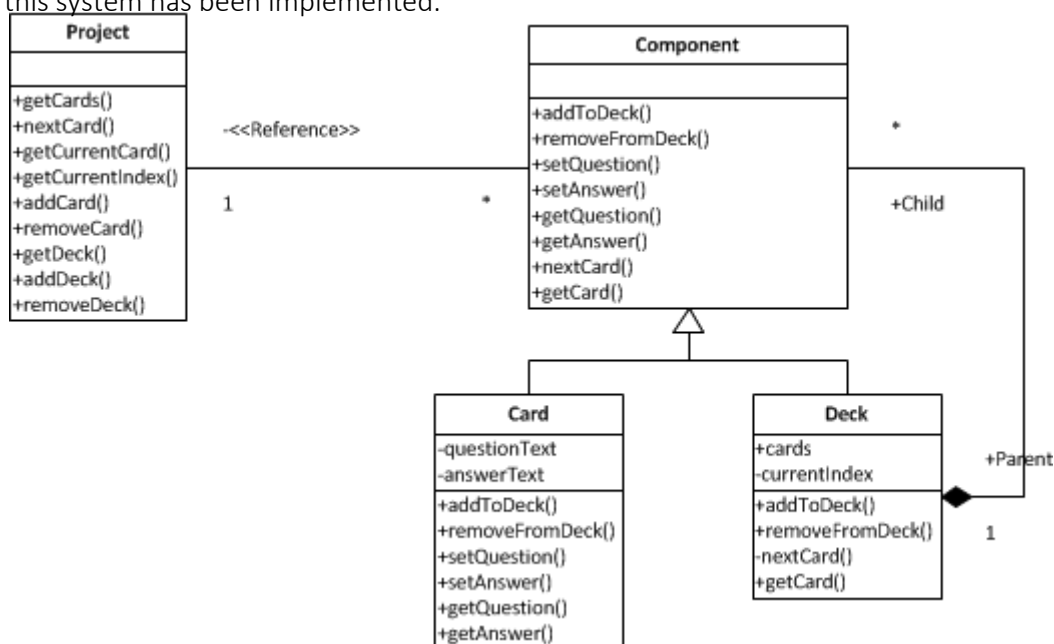 this system has been implemented.
Project
+getCards()
+nextCard()
+getCurrentCard()
+getCurrentIndex()
+addCard()
+removeCard()
+getDeck()
+addDeck()
+removeDeck()
-<<Reference>>
1
*
Component
+addToDeck()
+removeFromDeck()
+setQuestion()
+setAnswer()
+getQuestion()
+getAnswer()
+nextCard()
+getCard()
*
+Child
Card
-questionText
-answerText
+addToDeck()
+removeFromDeck()
+setQuestion()
+setAnswer()
+getQuestion()
+getAnswer()
Deck
+cards
-currentIndex
+addToDeck()
+removeFromDeck()
-nextCard()
+getCard()
+Parent
1